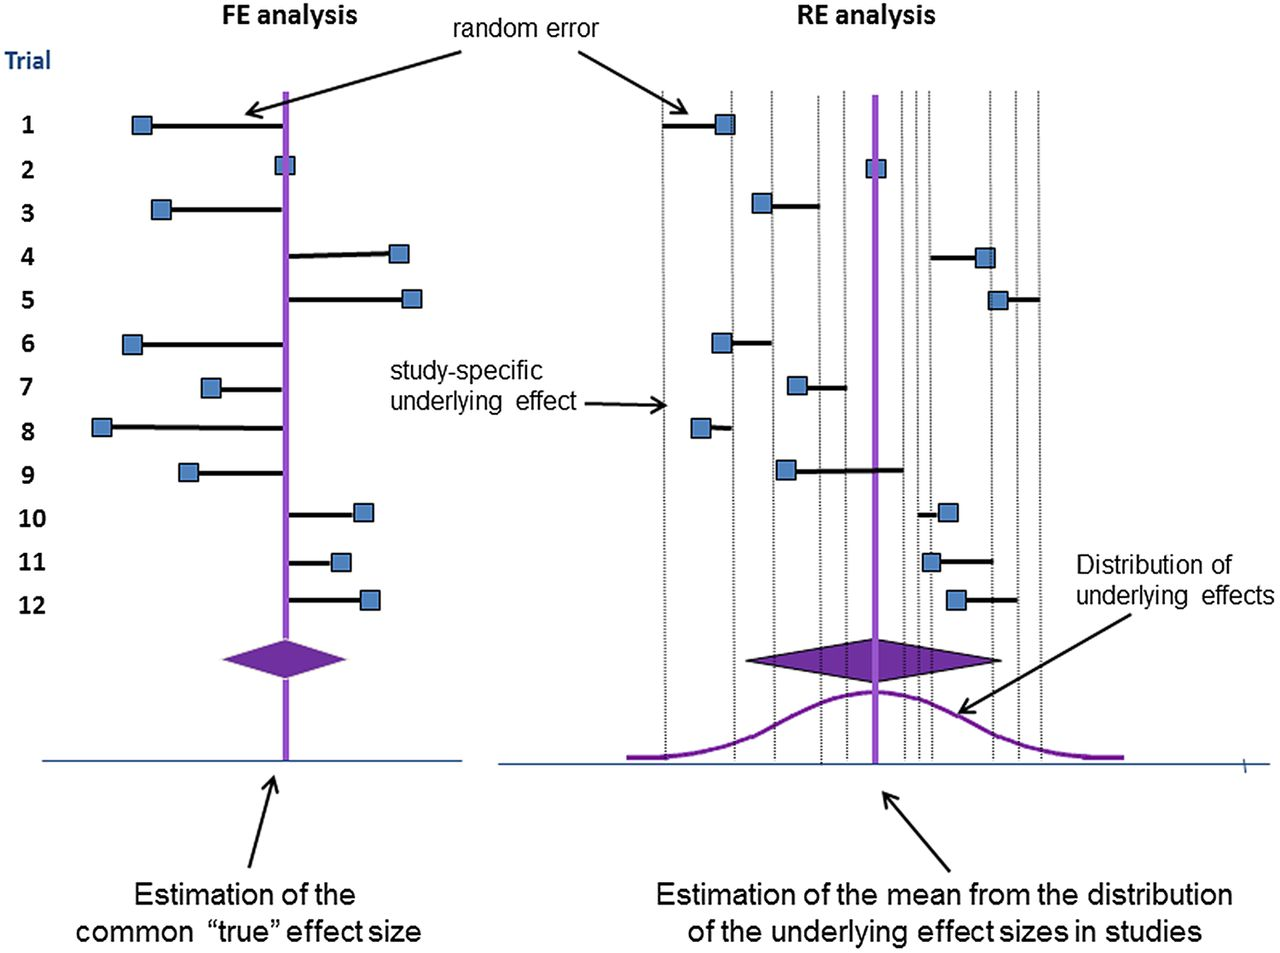 FE analysis
random error
RE analysis
Trial
1
2
3
4
5
6
7
8
9
10
11
12
study-specific
underlying effect
Distribution of
underlying effects
Estimation of the
common “true” effect size
Estimation of the mean from the distribution
of the underlying effect sizes in studies